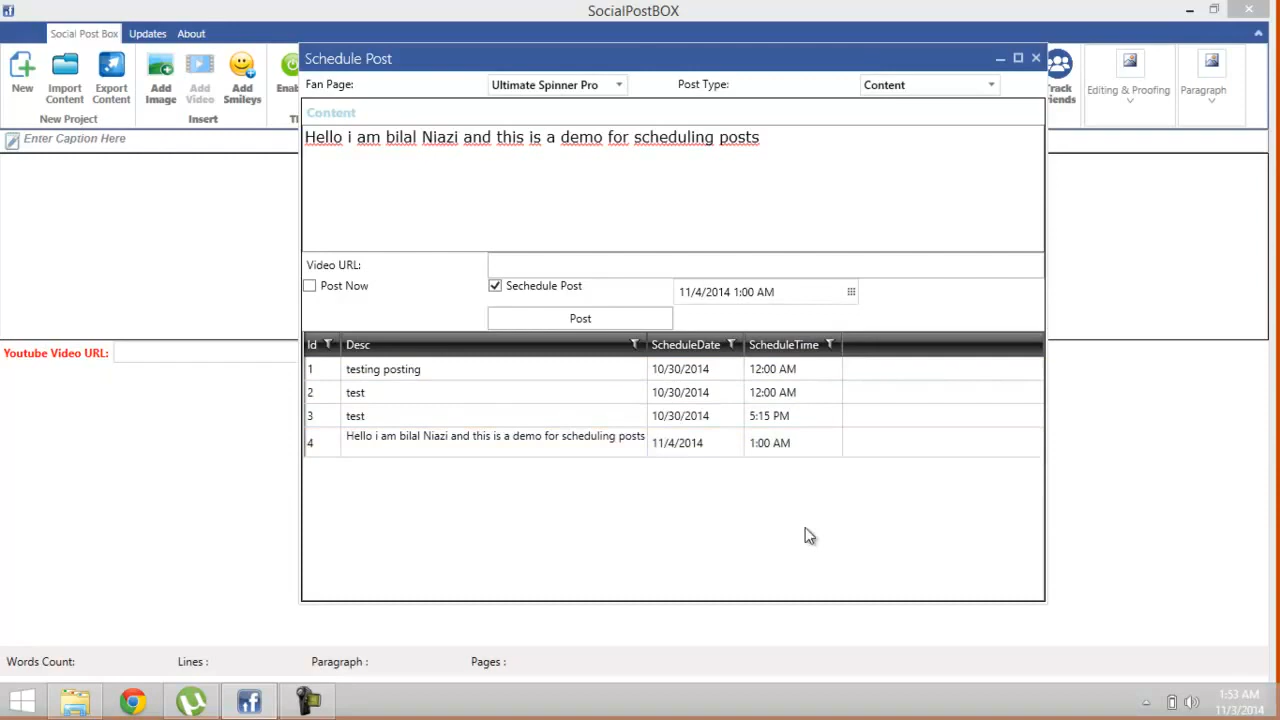 SocialPostBOX
Social Post Box Updates About
New
Import Content
Export Content
New Project
Add Image
Add Video
Add Smileys
Insert
Enab
Track
iends
Editing & Proofing
Paragraph
Enter Caption Here
Schedule Post
Fan Page: Ultimate Spinner Pro Post Type: Content
Content
Hello i am bilal Niazi and this is a demo for scheduling posts
Video URL:
Post Now Sechedule Post 11/4/2014 1:00 AM
Post
Id Desc ScheduleDate ScheduleTime
1 testing posting 10/30/2014 12:00 AM
2 test 10/30/2014 12:00 AM
3 test 10/30/2014 5:15 PM
4 Hello i am bilal Niazi and this is a demo for scheduling posts 11/4/2014 1:00 AM
Youtube Video URL:
Words Count: Lines : Paragraph : Pages :
1:53 AM
11/3/2014